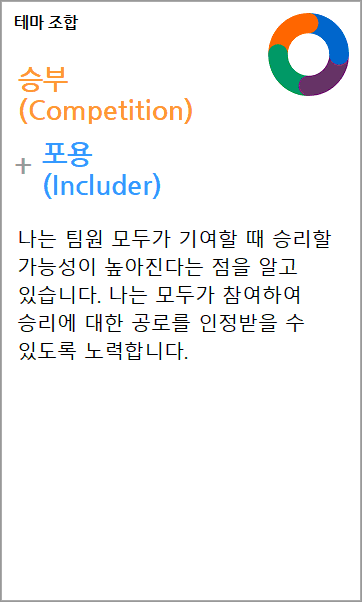 테마 조합
승부
(Competition)
+ 포용
(Includer)
나는 팀원 모두가 기여할 때 승리할
가능성이 높아진다는 점을 알고
있습니다. 나는 모두가 참여하여
승리에 대한 공로를 인정받을 수
있도록 노력합니다.